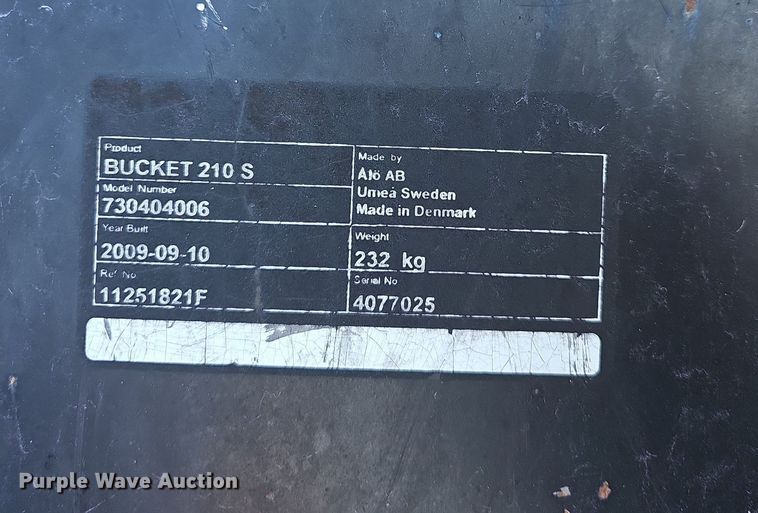 Product
BUCKET 210 S
Model Number
730404006
Year Built
2009-09-10
Ref No
11251821F
Made by
Ålö AB
Umeå Sweden
Made in Denmark
Weight
232 kg
Serial No
4077025
Purple Wave Auction